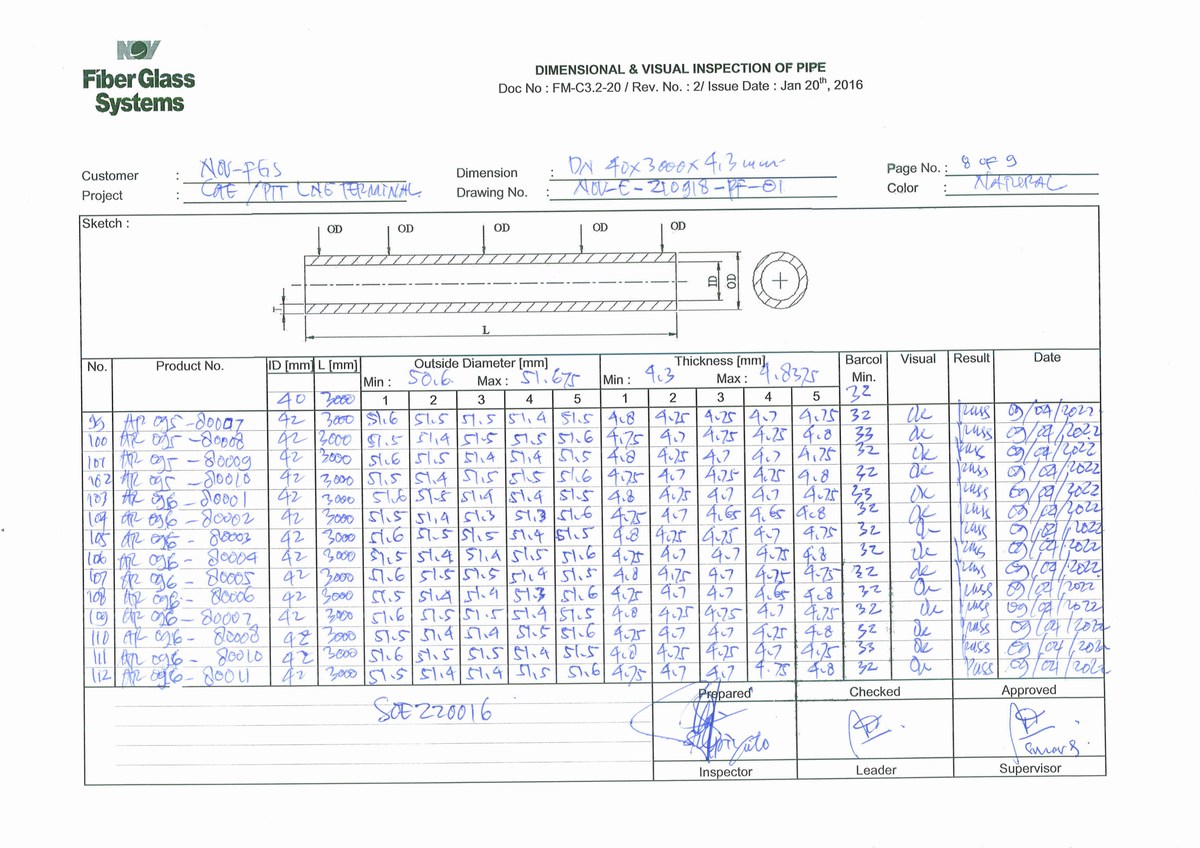 NOV
Fiber Glass
Systems
DIMENSIONAL & VISUAL INSPECTION OF PIPE
Doc No : FM-C3.2-20 / Rev. No. : 2/ Issue Date : Jan 20th, 2016
Customer : NOV-FGS Dimension : DN 40x3000x4,3 mm Page No. : 8 of 9
Project : CAE / PTT LNG TERMINAL Drawing No. : NOV-E-210918-PF-01 Color : NATURAL
Sketch :
OD OD OD OD OD
ID OD
T
L
No. Product No. ID [mm] L [mm] Outside Diameter [mm] Thickness [mm] Barcol Visual Result Date
Min : 50.6 Max : 51.675 Min : 4.3 Max : 4.8375 Min.
40 3000 1 2 3 4 5 1 2 3 4 5 32
99 AR 095-80007 42 3000 51.6 51.5 51.5 51.4 51.5 4.8 4.75 4.75 4.7 4.75 32 ok pass 09/04/2022
100 AR 095-80008 42 3000 51.5 51.4 51.5 51.5 51.6 4.75 4.7 4.75 4.75 4.8 33 ok pass 09/04/2022
101 AR 095-80009 42 3000 51.6 51.5 51.4 51.4 51.5 4.8 4.75 4.7 4.7 4.75 32 ok pass 09/04/2022
102 AR 095-80010 42 3000 51.5 51.4 51.5 51.5 51.6 4.75 4.7 4.75 4.75 4.8 32 ok pass 09/04/2022
103 AR 096-80001 42 3000 51.6 51.5 51.4 51.4 51.5 4.8 4.75 4.7 4.7 4.75 33 ok pass 09/04/2022
104 AR 096-80002 42 3000 51.5 51.4 51.3 51.3 51.6 4.75 4.7 4.65 4.65 4.8 32 ok pass 09/04/2022
105 AR 096-80003 42 3000 51.6 51.5 51.5 51.4 51.5 4.8 4.75 4.75 4.7 4.75 32 ok pass 09/04/2022
106 AR 096-80004 42 3000 51.5 51.4 51.4 51.5 51.6 4.75 4.7 4.7 4.75 4.8 32 ok pass 09/04/2022
107 AR 096-80005 42 3000 51.6 51.5 51.5 51.4 51.5 4.8 4.75 4.7 4.75 4.75 32 ok pass 09/04/2022
108 AR 096-80006 42 3000 51.5 51.4 51.4 51.3 51.6 4.75 4.7 4.7 4.65 4.8 32 ok pass 09/04/2022
109 AR 096-80007 42 3000 51.6 51.5 51.5 51.4 51.5 4.8 4.75 4.75 4.7 4.75 32 ok pass 09/04/2022
110 AR 096-80008 42 3000 51.5 51.4 51.4 51.5 51.6 4.75 4.7 4.7 4.75 4.8 32 ok pass 09/04/2022
111 AR 096-80010 42 3000 51.6 51.5 51.5 51.4 51.5 4.8 4.75 4.75 4.7 4.75 33 ok pass 09/04/2022
112 AR 096-80011 42 3000 51.5 51.4 51.4 51.5 51.6 4.75 4.7 4.7 4.75 4.8 32 ok pass 09/04/2022
SOE220016
Prepared Checked Approved
Inspector Leader Supervisor